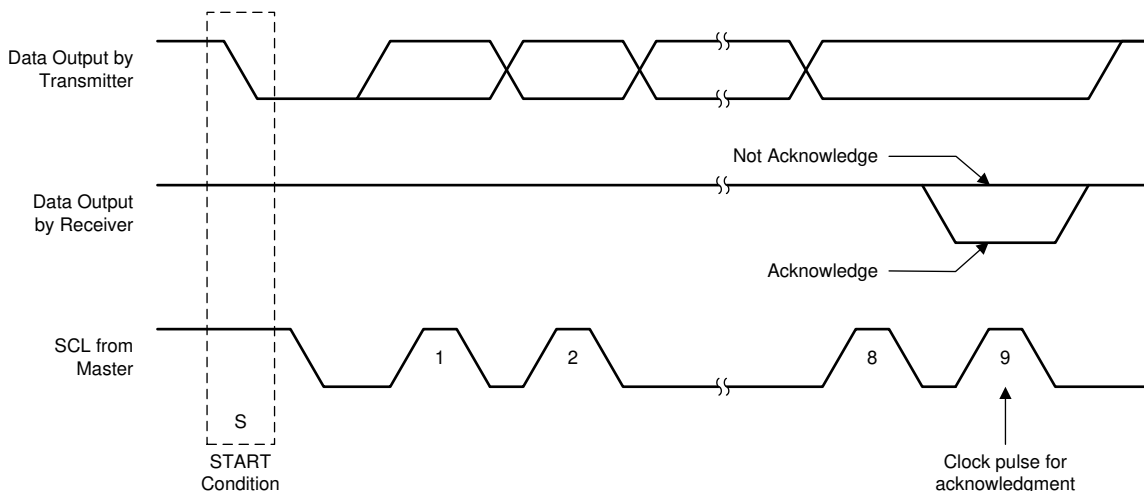 Data Output by
Transmitter
Not Acknowledge
Data Output
by Receiver
Acknowledge
SCL from
Master
1
2
8
9
S
START
Condition
Clock pulse for
acknowledgment